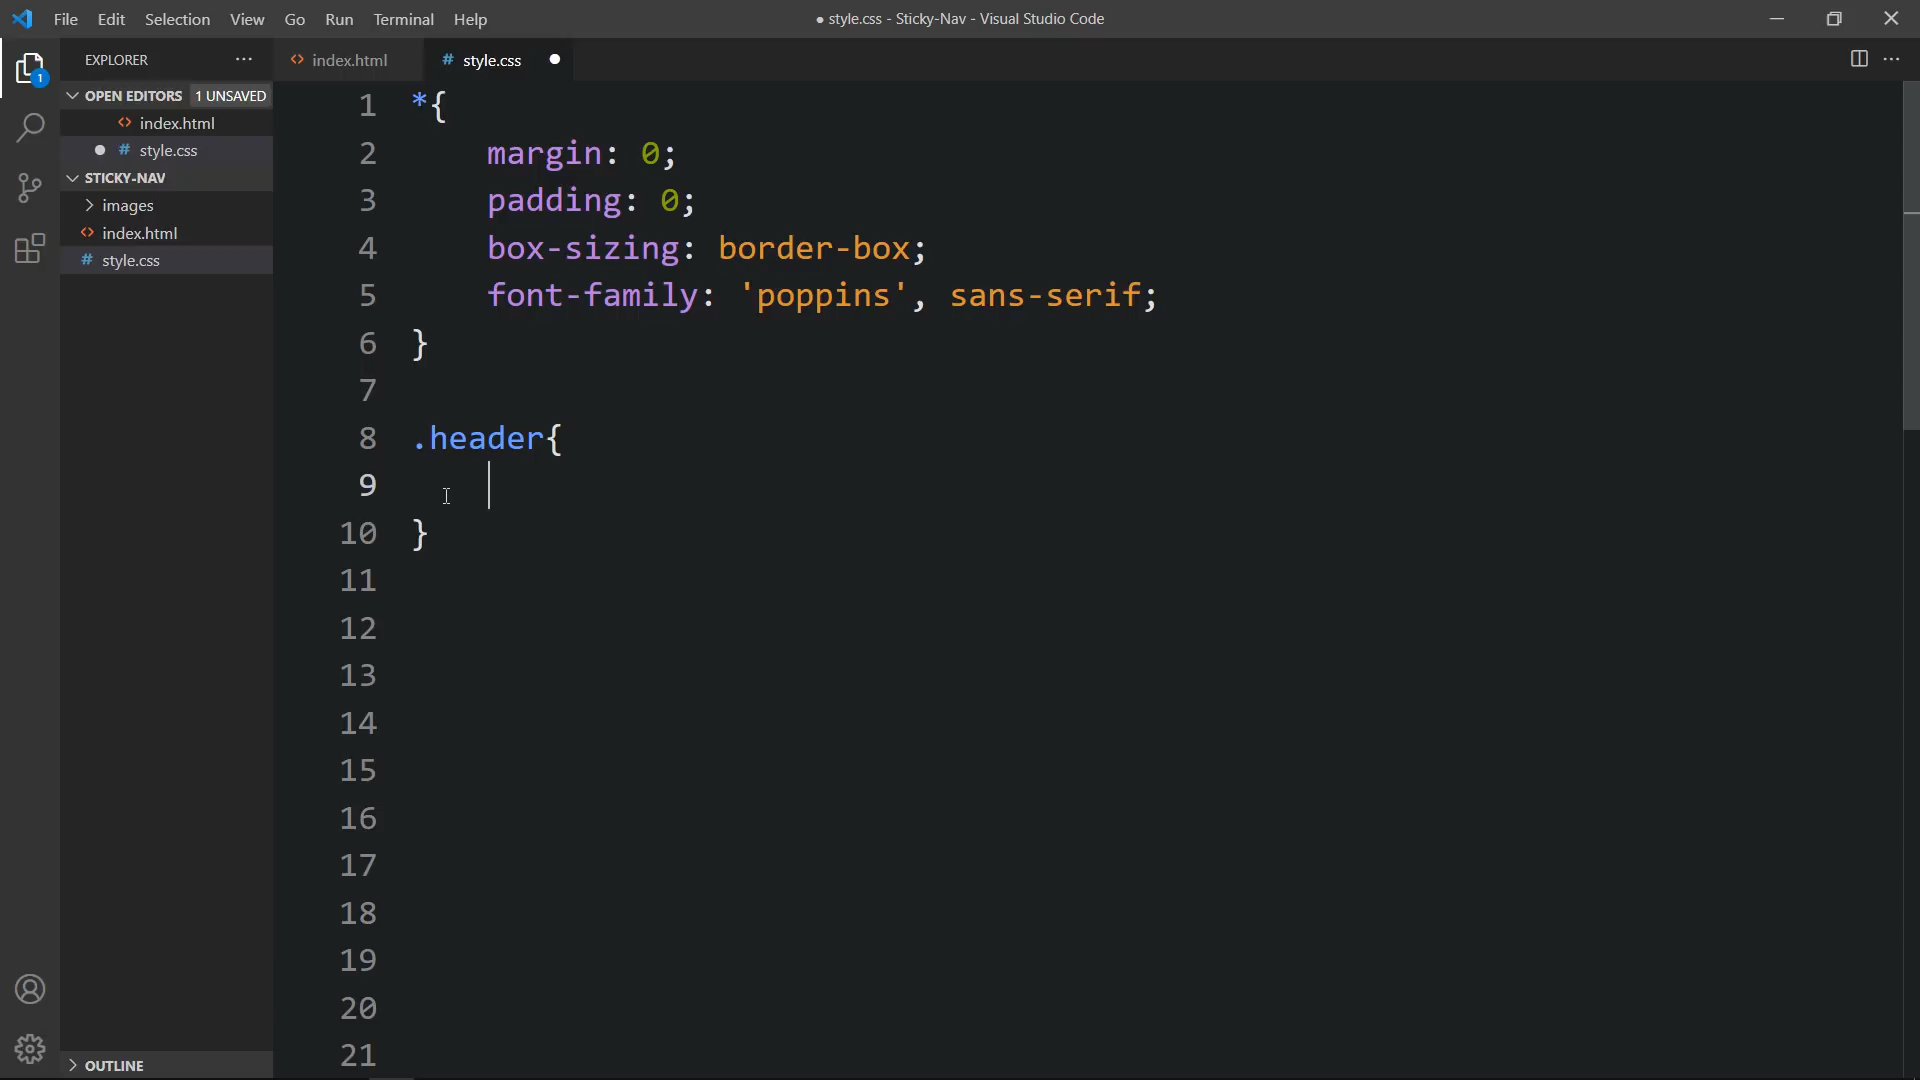 File Edit Selection View Go Run Terminal Help
● style.css - Sticky-Nav - Visual Studio Code
EXPLORER ···
index.html
# style.css
1
OPEN EDITORS 1 UNSAVED
index.html
# style.css
STICKY-NAV
images
index.html
# style.css
OUTLINE
1 *{
2 margin: 0;
3 padding: 0;
4 box-sizing: border-box;
5 font-family: 'poppins', sans-serif;
6 }
7
8 .header{
9
10 }
11
12
13
14
15
16
17
18
19
20
21